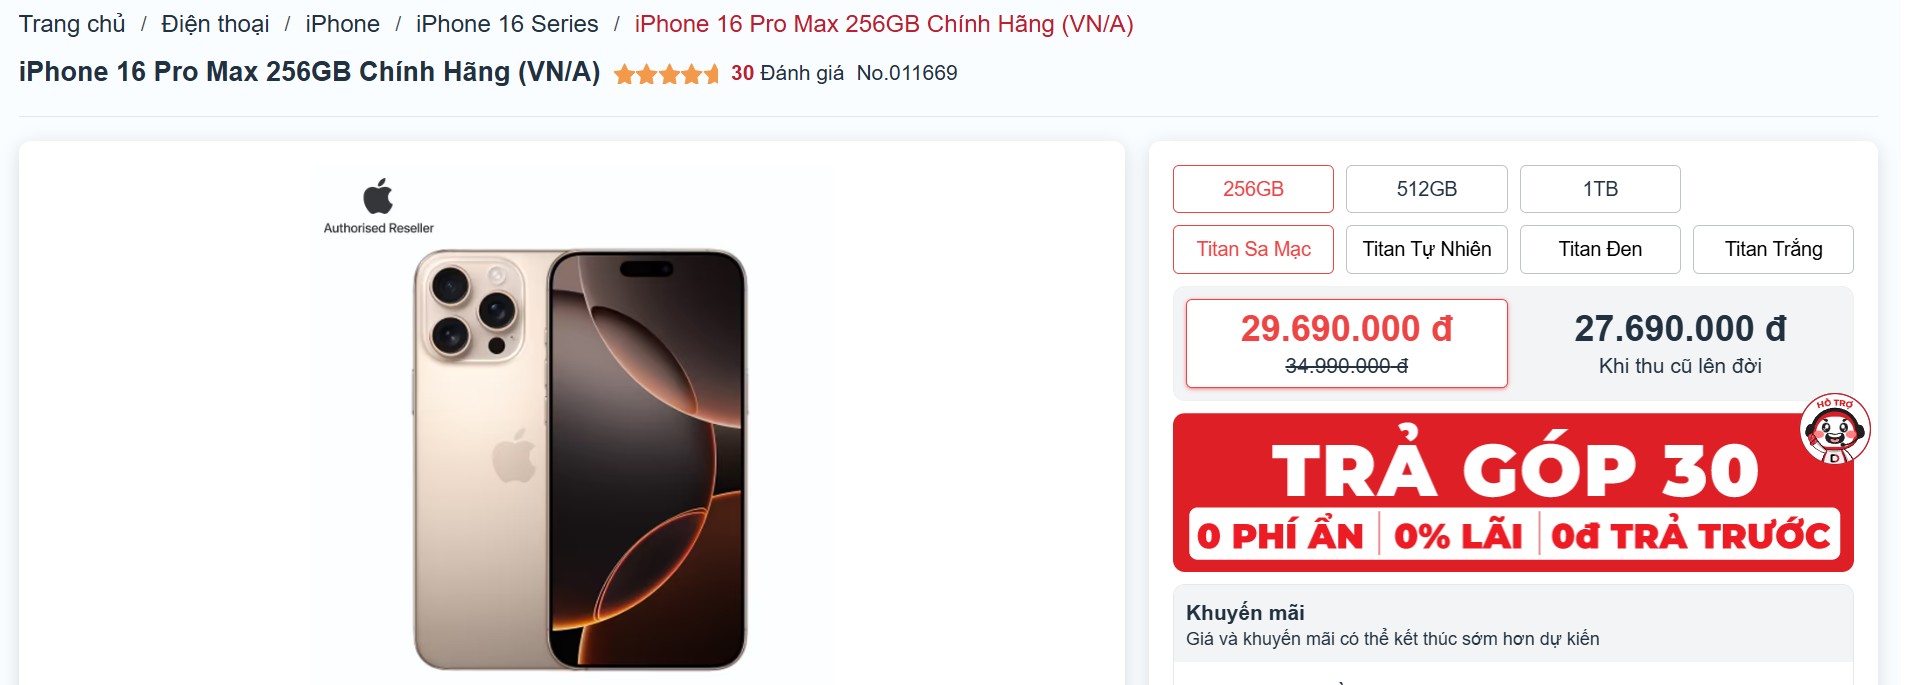 Trang chủ / Điện thoại / iPhone / iPhone 16 Series / iPhone 16 Pro Max 256GB Chính Hãng (VN/A)
iPhone 16 Pro Max 256GB Chính Hãng (VN/A) 30 Đánh giá No.011669
Authorised Reseller
256GB 512GB 1TB
Titan Sa Mạc Titan Tự Nhiên Titan Đen Titan Trắng
29.690.000 đ 27.690.000 đ
34.990.000 đ Khi thu cũ lên đời
HỖ TRỢ
D
TRẢ GÓP 30
0 PHÍ ẨN 0% LÃI 0đ TRẢ TRƯỚC
Khuyến mãi
Giá và khuyến mãi có thể kết thúc sớm hơn dự kiến